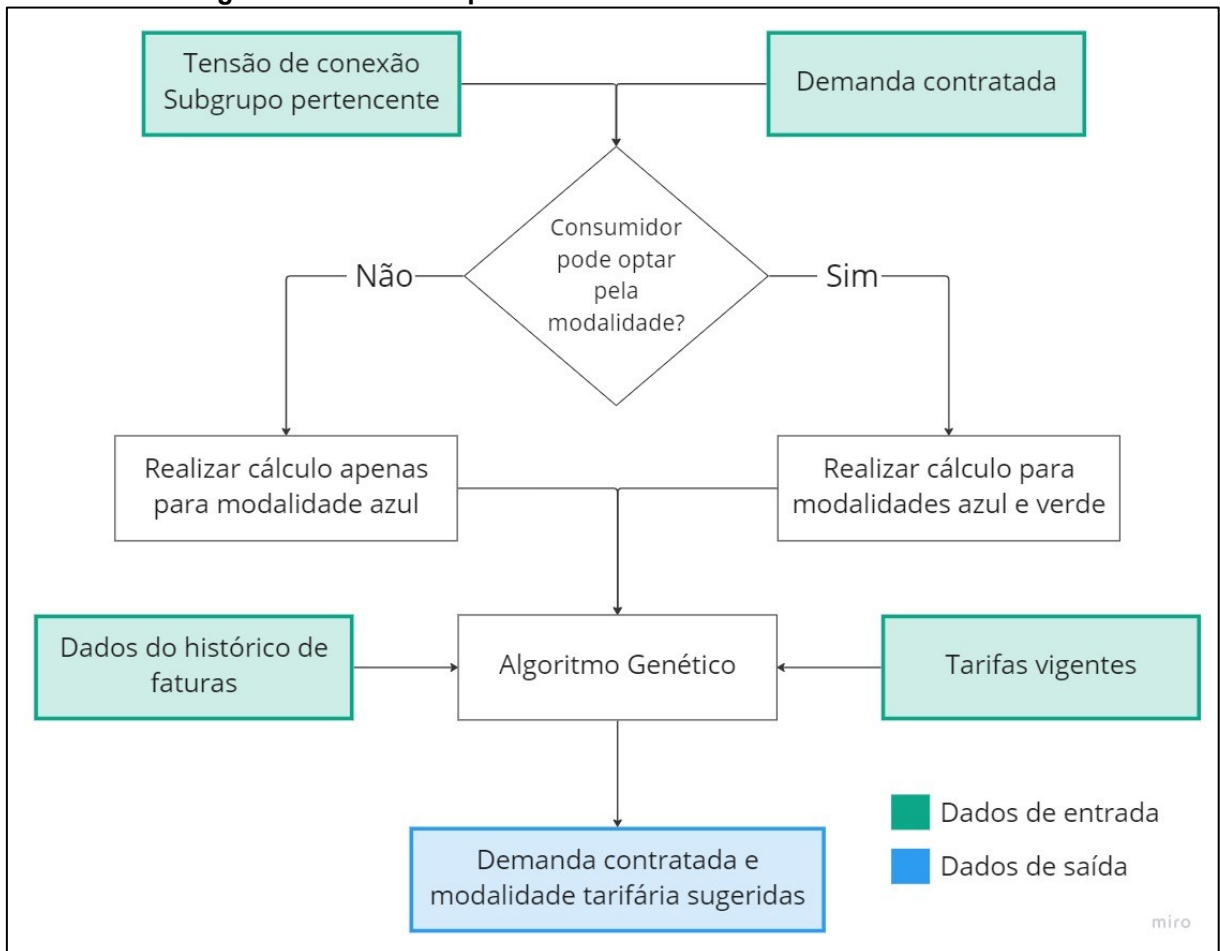 Tensão de conexão
Subgrupo pertencente
Demanda contratada
Consumidor
pode optar
pela
modalidade?
Não
Sim
Realizar cálculo apenas
para modalidade azul
Realizar cálculo para
modalidades azul e verde
Dados do histórico de
faturas
Algoritmo Genético
Tarifas vigentes
Demanda contratada e
modalidade tarifária sugeridas
Dados de entrada
Dados de saída
miro